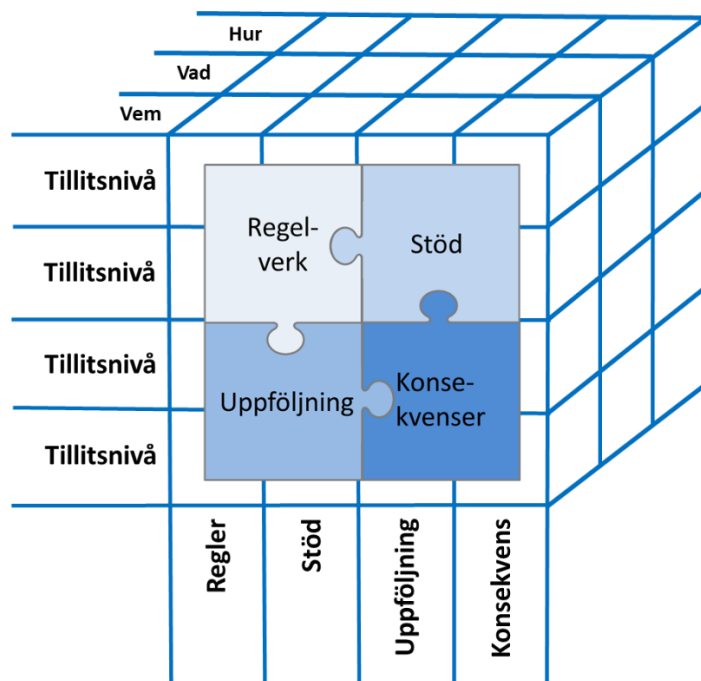 Hur
Vad
Vem
Tillitsnivå
Tillitsnivå
Tillitsnivå
Tillitsnivå
Regel-
verk
Stöd
Uppföljning
Konse-
kvenser
Regler
Stöd
Uppföljning
Konsekvens